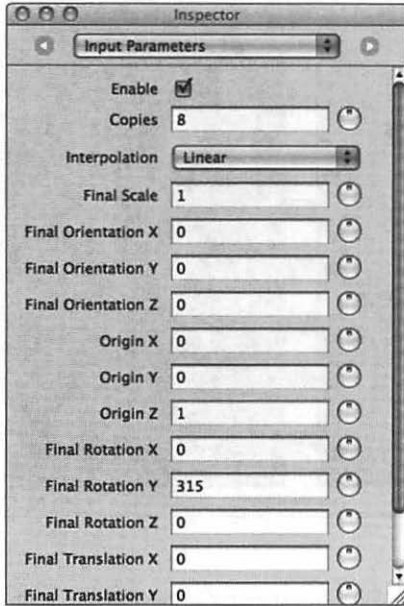 Inspector
Input Parameters
Enable
Copies 8
Interpolation Linear
Final Scale 1
Final Orientation X 0
Final Orientation Y 0
Final Orientation Z 0
Origin X 0
Origin Y 0
Origin Z 1
Final Rotation X 0
Final Rotation Y 315
Final Rotation Z 0
Final Translation X 0
Final Translation Y 0